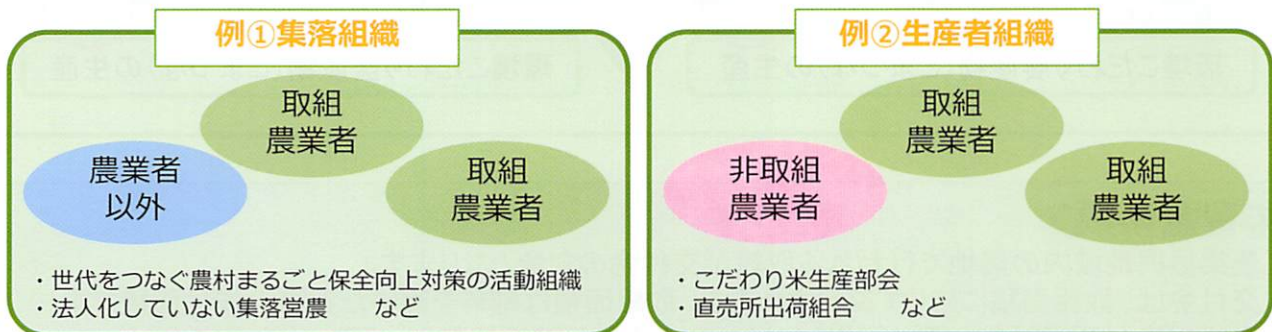 例①集落組織
取組
農業者
農業者
以外
取組
農業者
・世代をつなぐ農村まるごと保全向上対策の活動組織
・法人化していない集落営農　　など
例②生産者組織
取組
農業者
非取組
農業者
取組
農業者
・こだわり米生産部会
・直売所出荷組合　　など